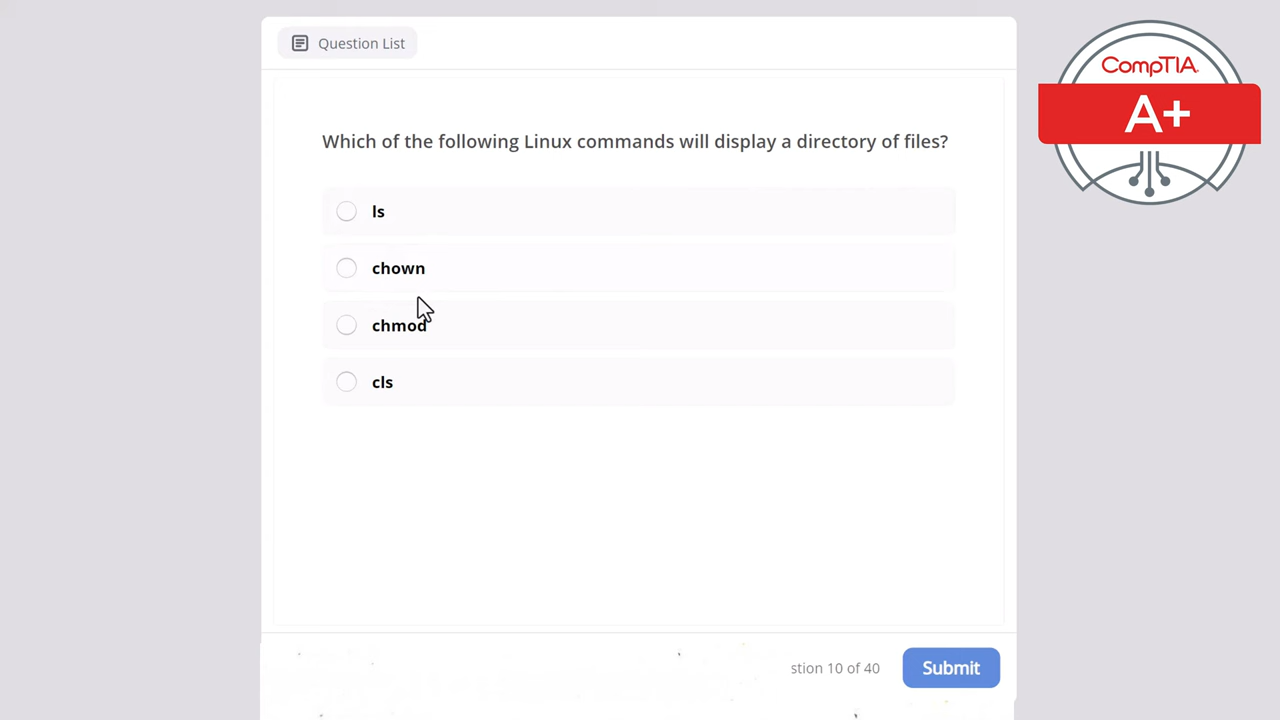 Question List
CompTIA.
A+
Which of the following Linux commands will display a directory of files?
ls
chown
chmod
cls
stion 10 of 40
Submit